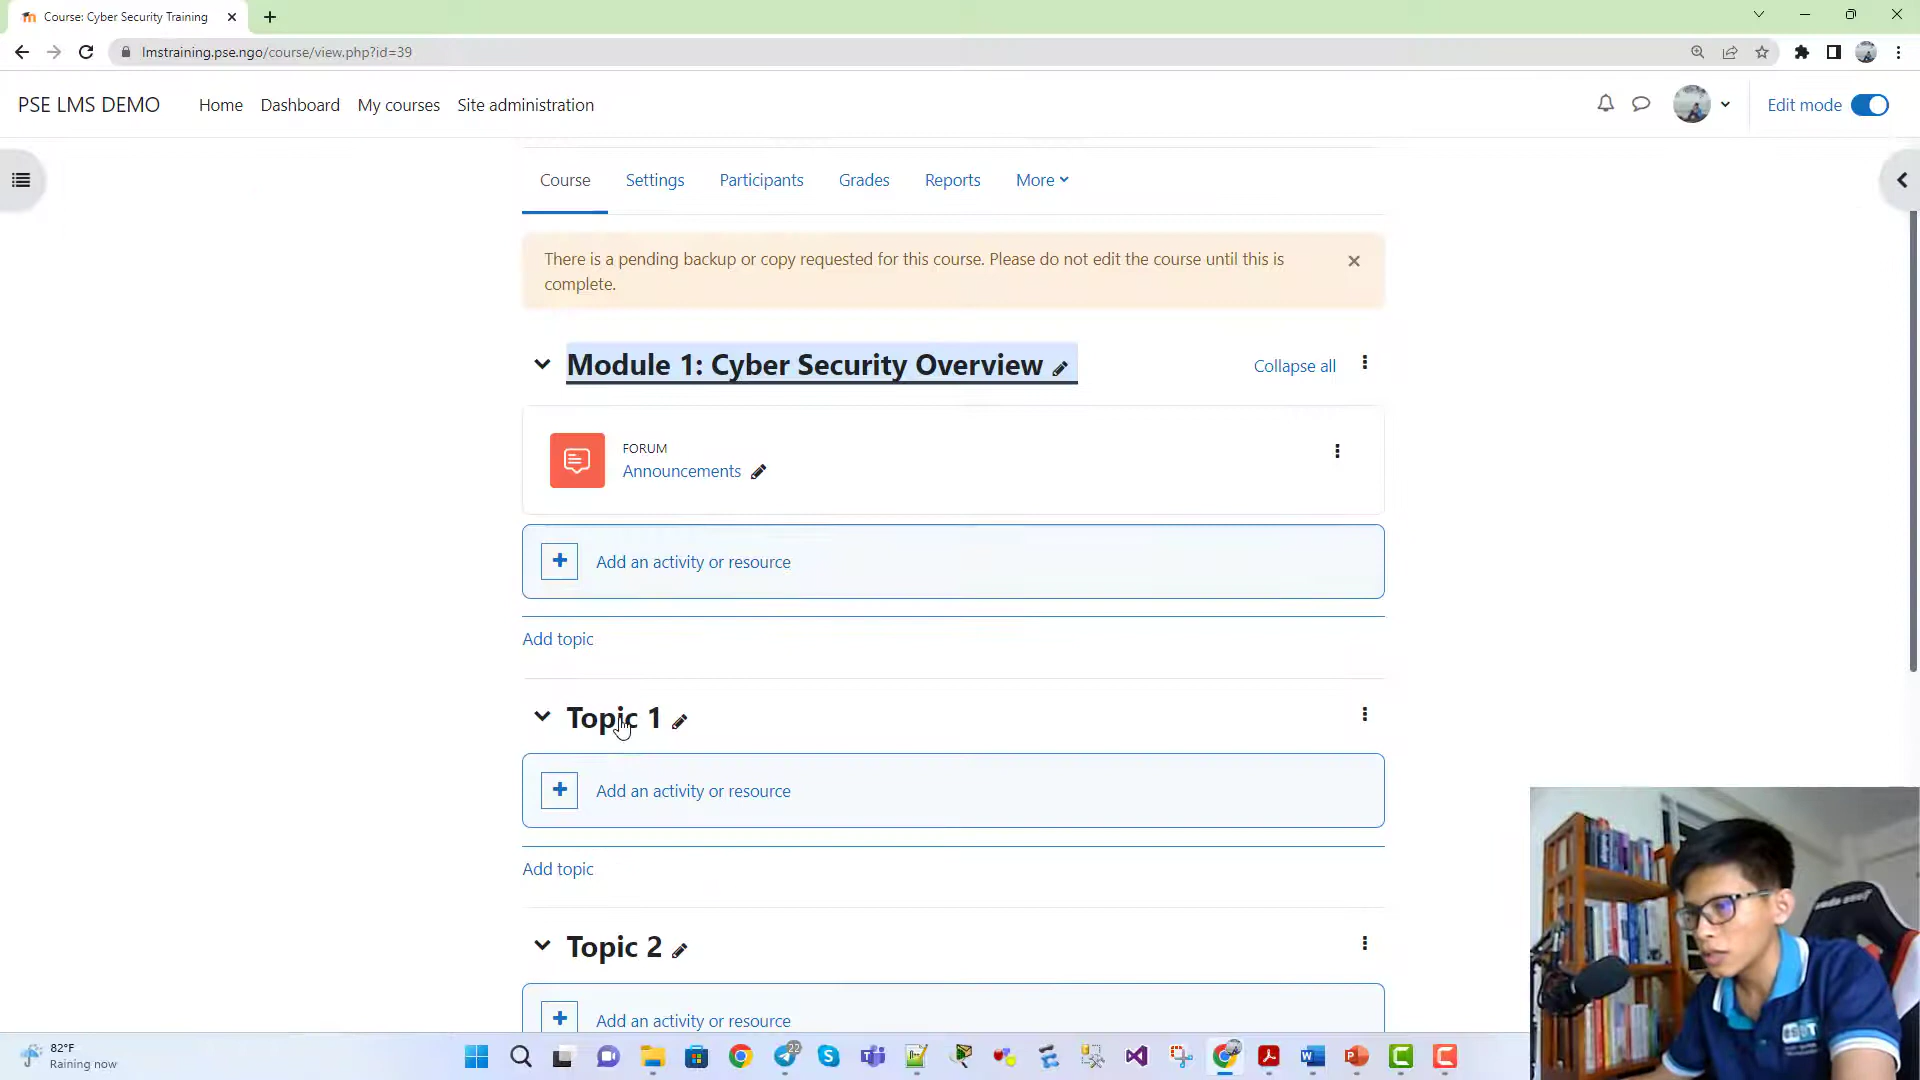 Course: Cyber Security Training
lmstraining.pse.ngo/course/view.php?id=39
PSE LMS DEMO Home Dashboard My courses Site administration Edit mode
Course Settings Participants Grades Reports More
There is a pending backup or copy requested for this course. Please do not edit the course until this is
complete.
Module 1: Cyber Security Overview Collapse all
FORUM
Announcements
Add an activity or resource
Add topic
Topic 1
Add an activity or resource
Add topic
Topic 2
Add an activity or resource
82°F
Raining now
22